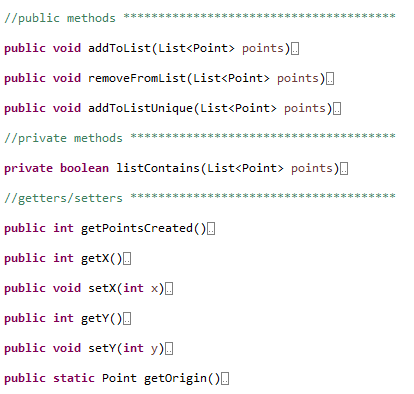 //public methods ***************************************
public void addToList(List<Point> points)
public void removeFromList(List<Point> points)
public void addToListUnique(List<Point> points)
//private methods **************************************
private boolean listContains(List<Point> points)
//getters/setters ***************************************
public int getPointsCreated()
public int getX()
public void setX(int x)
public int getY()
public void setY(int y)
public static Point getOrigin()